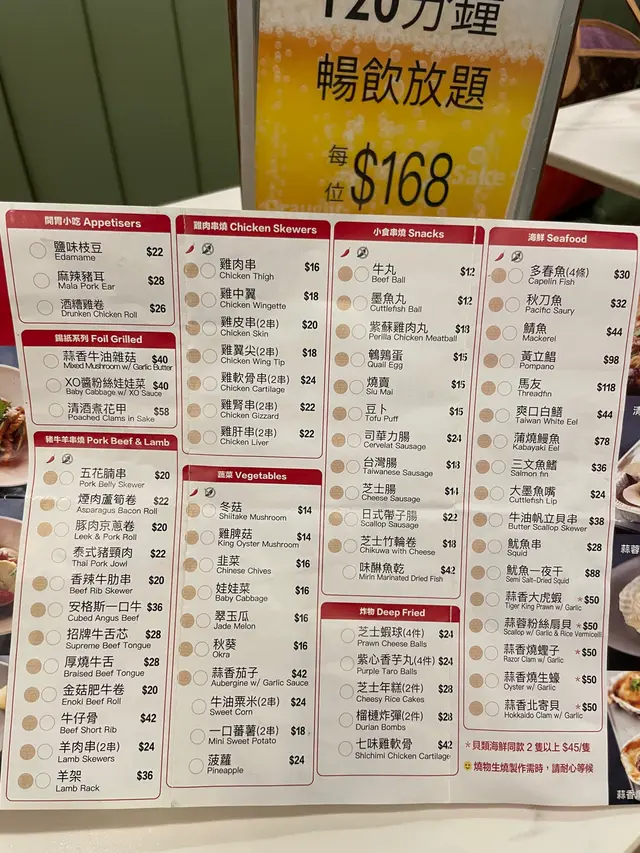 120分鐘
暢飲放題
每位 $168
開胃小吃 Appetisers
鹽味枝豆 $22
Edamame
麻辣豬耳 $28
Mala Pork Ear
酒糟雞卷 $26
Drunken Chicken Roll
錫紙系列 Foil Grilled
蒜香牛油雜菇 $40
Mixed Mushroom w/ Garlic Butter
XO醬粉絲娃娃菜 $40
Baby Cabbage w/ XO Sauce
清酒煮花甲 $58
Poached Clams in Sake
豬牛羊串燒 Pork Beef & Lamb
五花腩串 $20
Pork Belly Skewer
煙肉蘆筍卷 $22
Asparagus Bacon Roll
豚肉京蔥卷 $20
Leek & Pork Roll
泰式豬頸肉 $22
Thai Pork Jowl
香辣牛肋串 $20
Beef Rib Skewer
安格斯一口牛 $36
Cubed Angus Beef
招牌牛舌芯 $28
Supreme Beef Tongue
厚燒牛舌 $28
Braised Beef Tongue
金菇肥牛卷 $20
Enoki Beef Roll
牛仔骨 $42
Beef Short Rib
羊肉串(2串) $24
Lamb Skewers
羊架 $36
Lamb Rack
雞肉串燒 Chicken Skewers
雞肉串 $16
Chicken Thigh
雞中翼 $18
Chicken Wingette
雞皮串(2串) $20
Chicken Skin
雞翼尖(2串) $18
Chicken Wing Tip
雞軟骨串(2串) $24
Chicken Cartilage
雞腎串(2串) $22
Chicken Gizzard
雞肝串(2串) $22
Chicken Liver
蔬菜 Vegetables
冬菇 $14
Shiitake Mushroom
雞脾菇 $14
King Oyster Mushroom
韭菜 $16
Chinese Chives
娃娃菜 $16
Baby Cabbage
翠玉瓜 $16
Jade Melon
秋葵 $16
Okra
蒜香茄子 $42
Aubergine w/ Garlic Sauce
牛油粟米(2串) $24
Sweet Corn
一口蕃薯(2串) $18
Mini Sweet Potato
菠蘿 $24
Pineapple
小食串燒 Snacks
牛丸 $12
Beef Ball
墨魚丸 $12
Cuttlefish Ball
紫蘇雞肉丸 $18
Perilla Chicken Meatball
鵪鶉蛋 $15
Quail Egg
燒賣 $15
Siu Mai
豆卜 $15
Tofu Puff
司華力腸 $24
Cervelat Sausage
台灣腸 $18
Taiwanese Sausage
芝士腸 $14
Cheese Sausage
日式帶子腸 $22
Scallop Sausage
芝士竹輪卷 $18
Chikuwa with Cheese
味醂魚乾 $42
Mirin Marinated Dried Fish
炸物 Deep Fried
芝士蝦球(4件) $24
Prawn Cheese Balls
紫心香芋丸(4件) $24
Purple Taro Balls
芝士年糕(2件) $28
Cheesy Rice Cakes
榴槤炸彈(2件) $28
Durian Bombs
七味雞軟骨 $42
Shichimi Chicken Cartilage
海鮮 Seafood
多春魚(4條) $30
Capelin Fish
秋刀魚 $32
Pacific Saury
鯖魚 $44
Mackerel
黃立鯧 $98
Pompano
馬友 $118
Threadfin
爽口白鱔 $44
Taiwan White Eel
蒲燒鰻魚 $78
Kabayaki Eel
三文魚鰭 $36
Salmon fin
大墨魚嘴 $24
Cuttlefish Lip
牛油帆立貝串 $38
Butter Scallop Skewer
魷魚串 $28
Squid
魷魚一夜干 $88
Semi Salt-Dried Squid
蒜香大虎蝦 *$50
Tiger King Prawn w/ Garlic
蒜蓉粉絲扇貝 *$50
Scallop w/ Garlic & Rice Vermicelli
蒜香燒蟶子 *$50
Razor Clam w/ Garlic
蒜香燒生蠔 *$50
Oyster w/ Garlic
蒜香北寄貝 *$50
Hokkaido Clam w/ Garlic
*貝類海鮮同款 2 隻以上 $45/隻
燒物生燒製作需時，請耐心等候